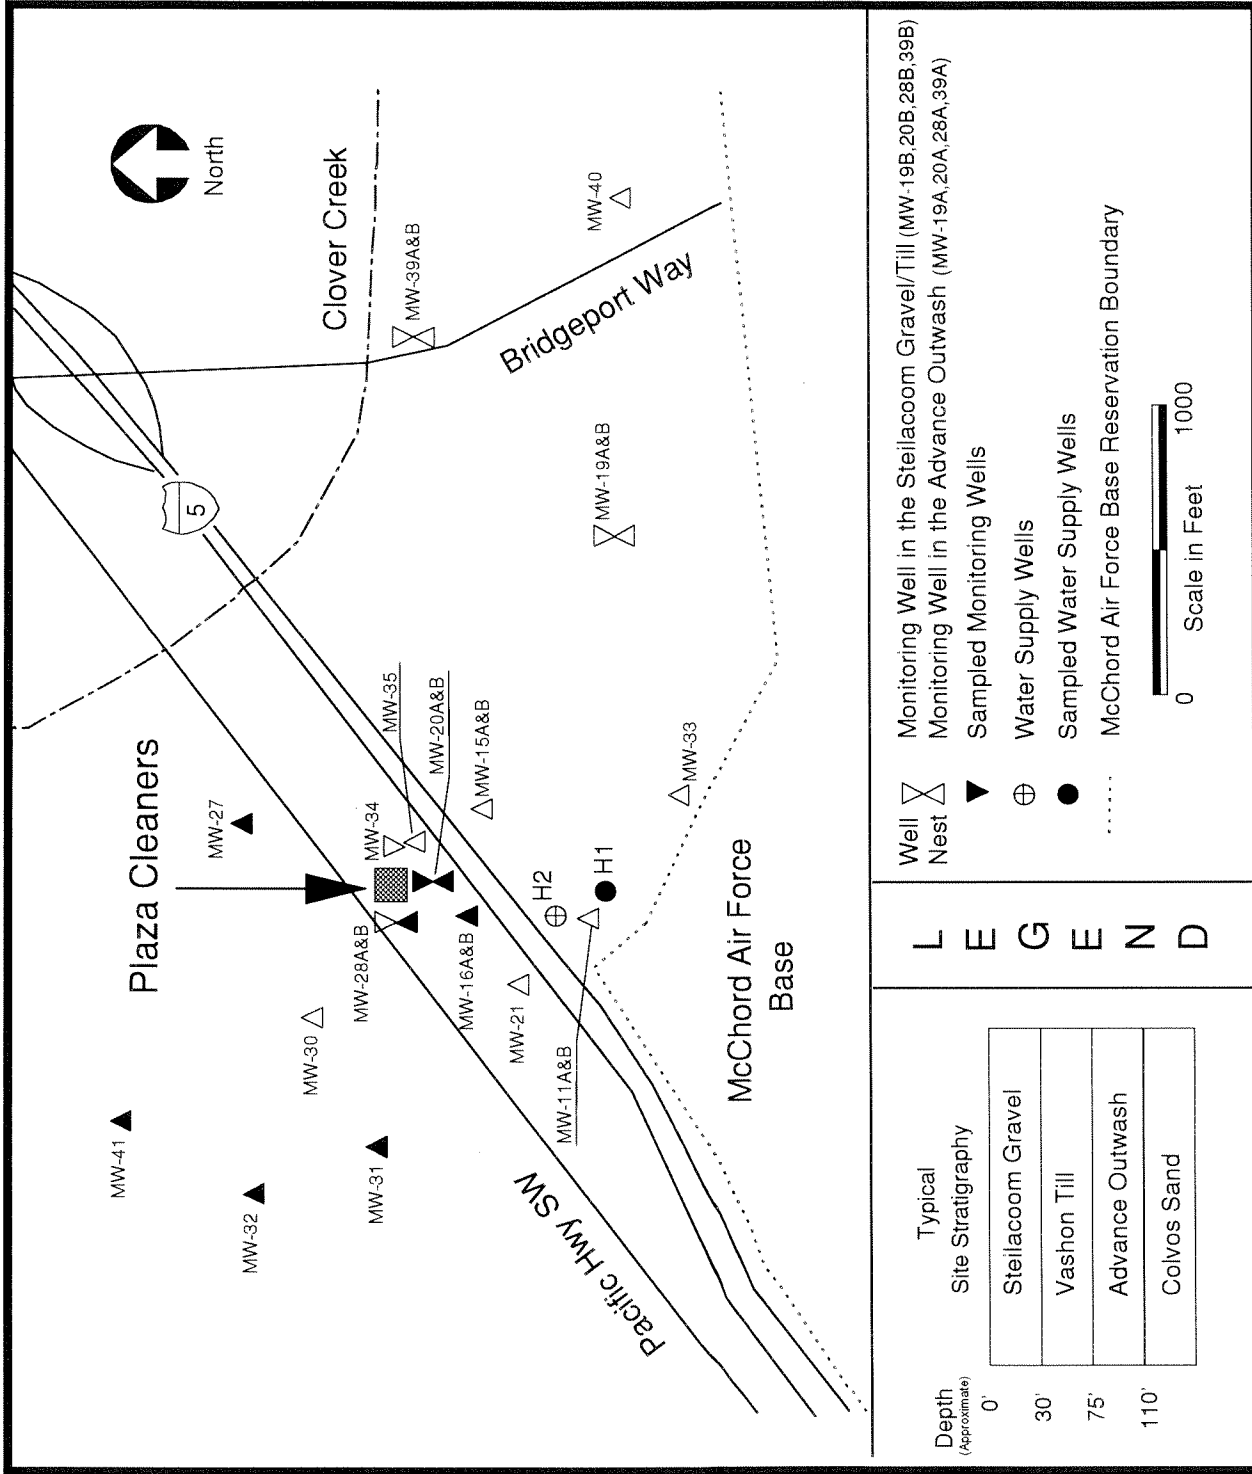 North
Clover Creek
5
MW-40
MW-39A&B
Bridgeport Way
MW-19A&B
Plaza Cleaners
MW-27
MW-34
MW-35
MW-20A&B
MW-15A&B
MW-28A&B
MW-16A&B
H2
H1
MW-33
MW-41
MW-30
MW-21
MW-11A&B
MW-32
MW-31
McChord Air Force
Base
Pacific Hwy SW
LEGEND
Well
Nest
Monitoring Well in the Steilacoom Gravel/Till (MW-19B,20B,28B,39B)
Monitoring Well in the Advance Outwash (MW-19A,20A,28A,39A)
Sampled Monitoring Wells
Water Supply Wells
Sampled Water Supply Wells
McChord Air Force Base Reservation Boundary
0 1000
Scale in Feet
Typical
Site Stratigraphy
Depth
(Approximate)
0'
Steilacoom Gravel
30'
Vashon Till
75'
Advance Outwash
110'
Colvos Sand